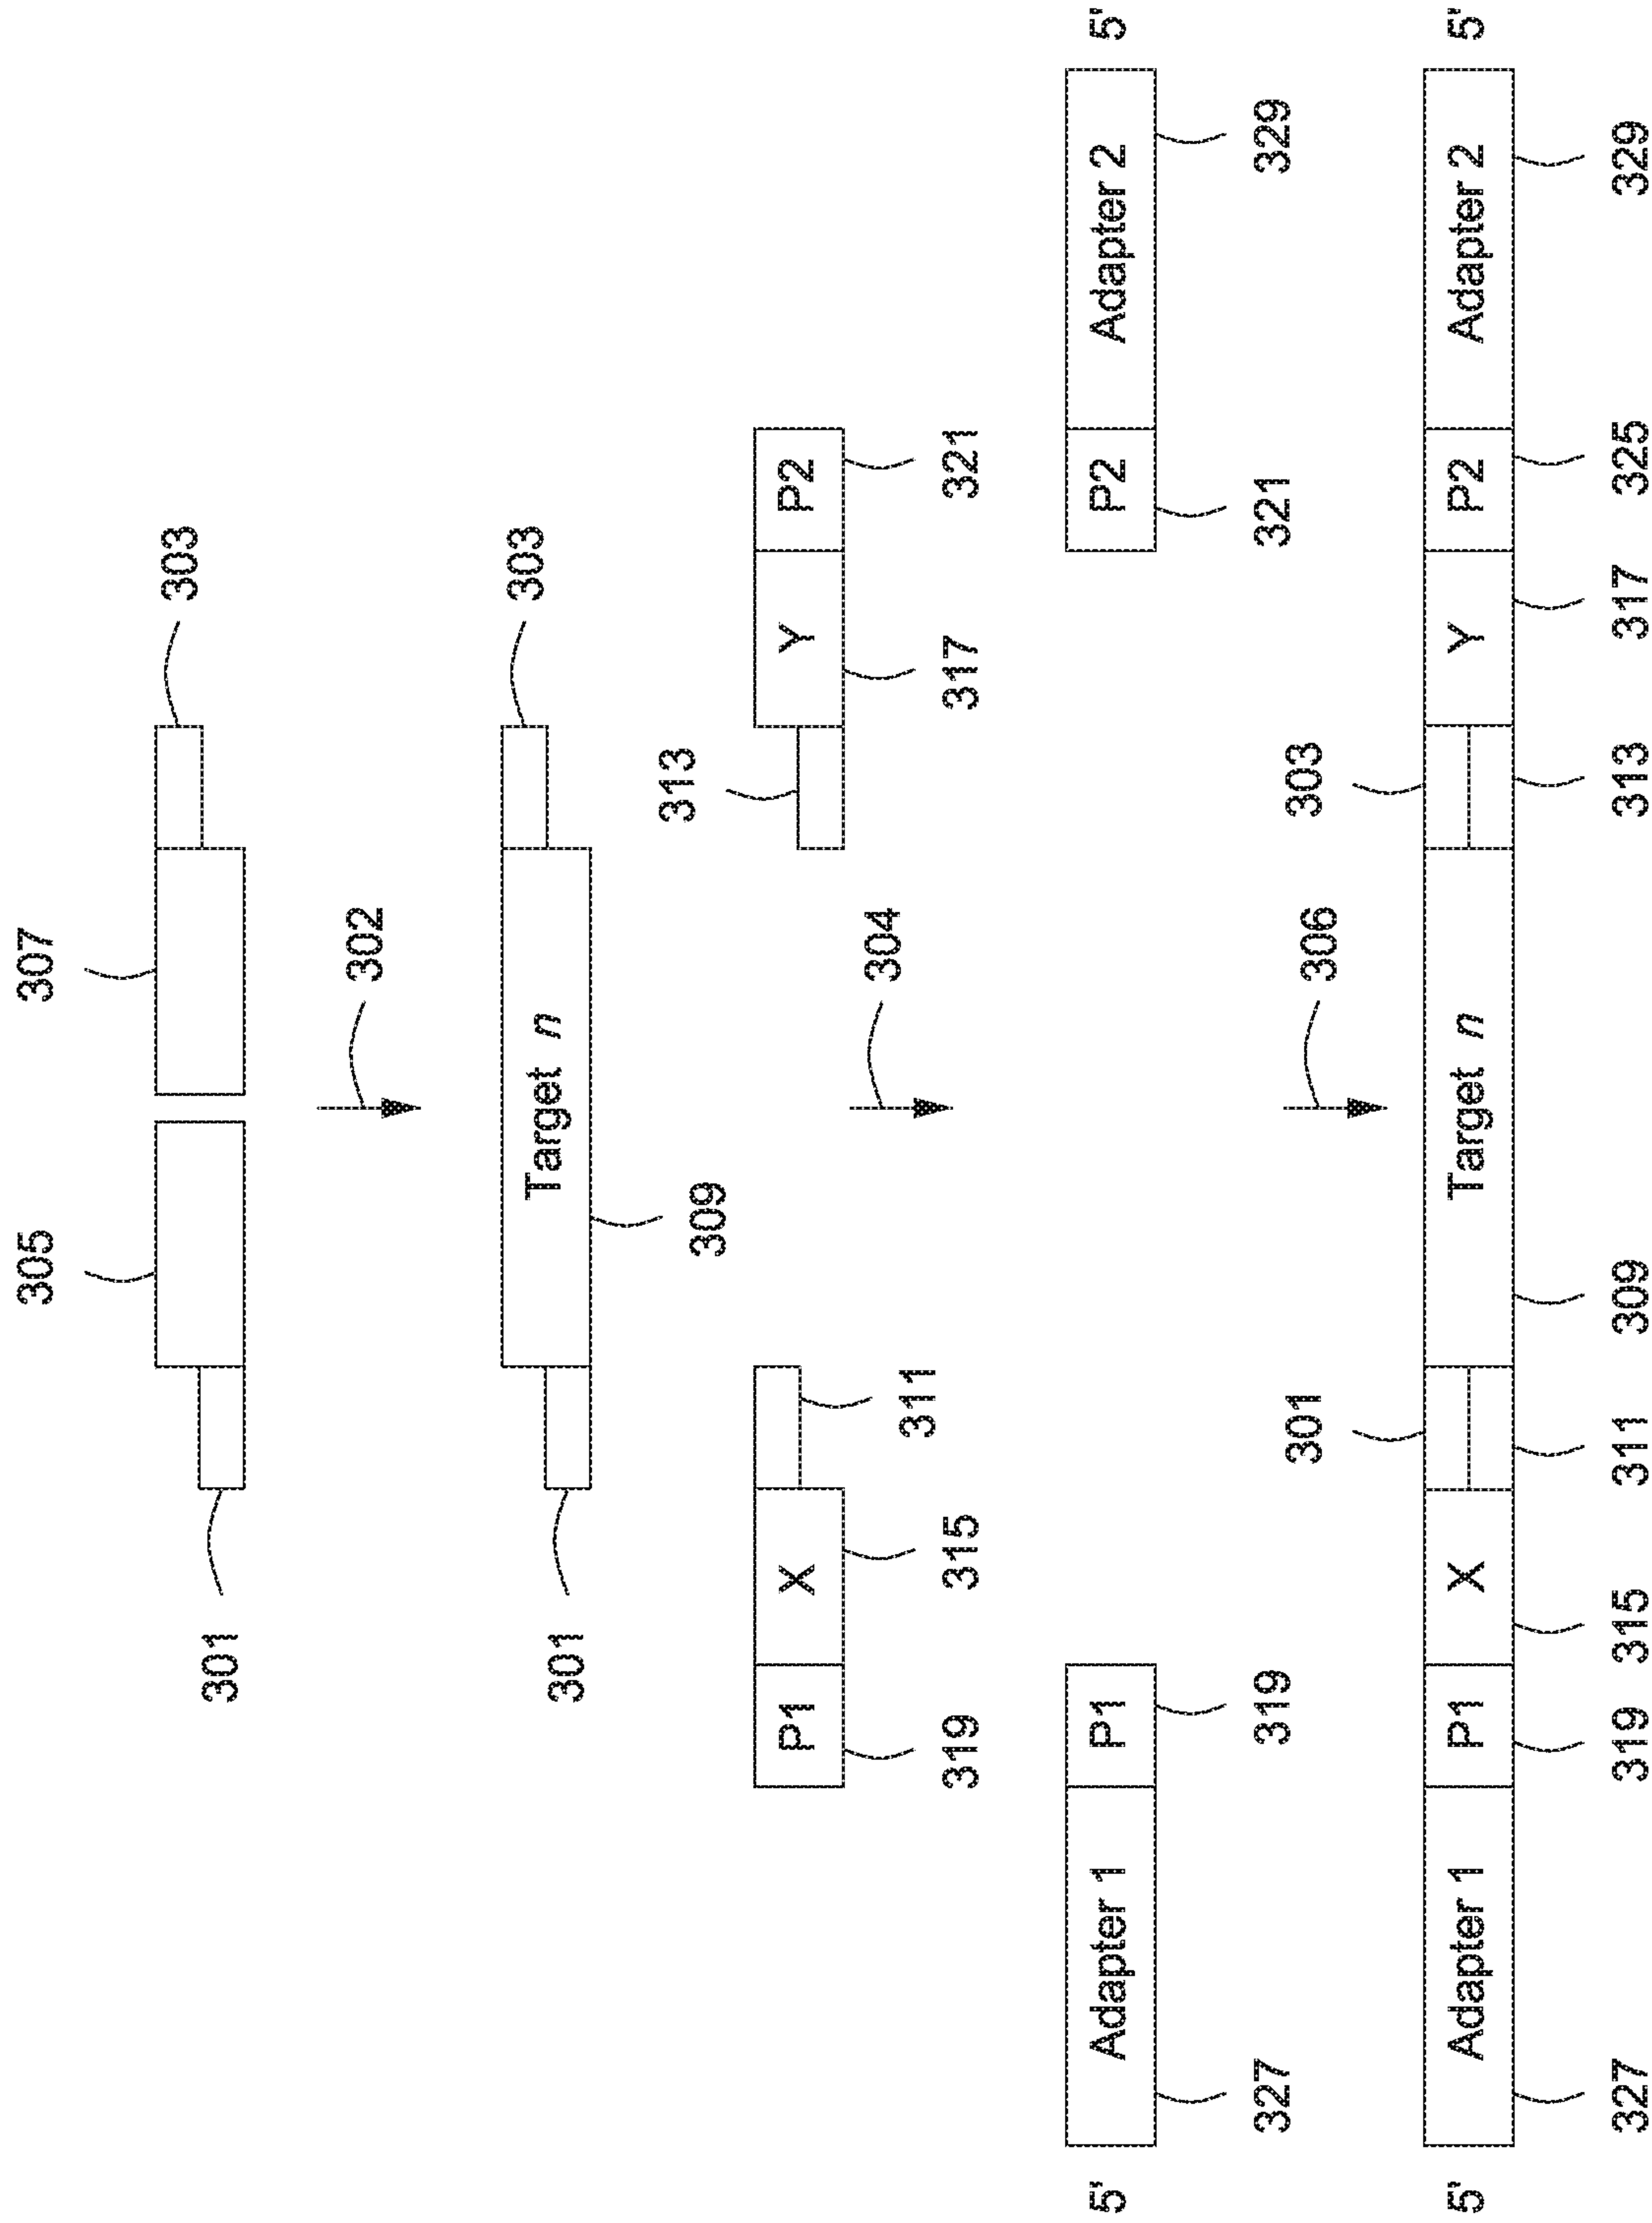 305 307
301 303
302
Target n
301 303
309
313
P1 X Y P2
311
319 315 317 321
304
5' Adapter 1 P1 P2 Adapter 2 5'
327 319 321 329
306
301 303
5' Adapter 1 P1 X Target n Y P2 Adapter 2 5'
327 319 315 311 309 313 317 325 329